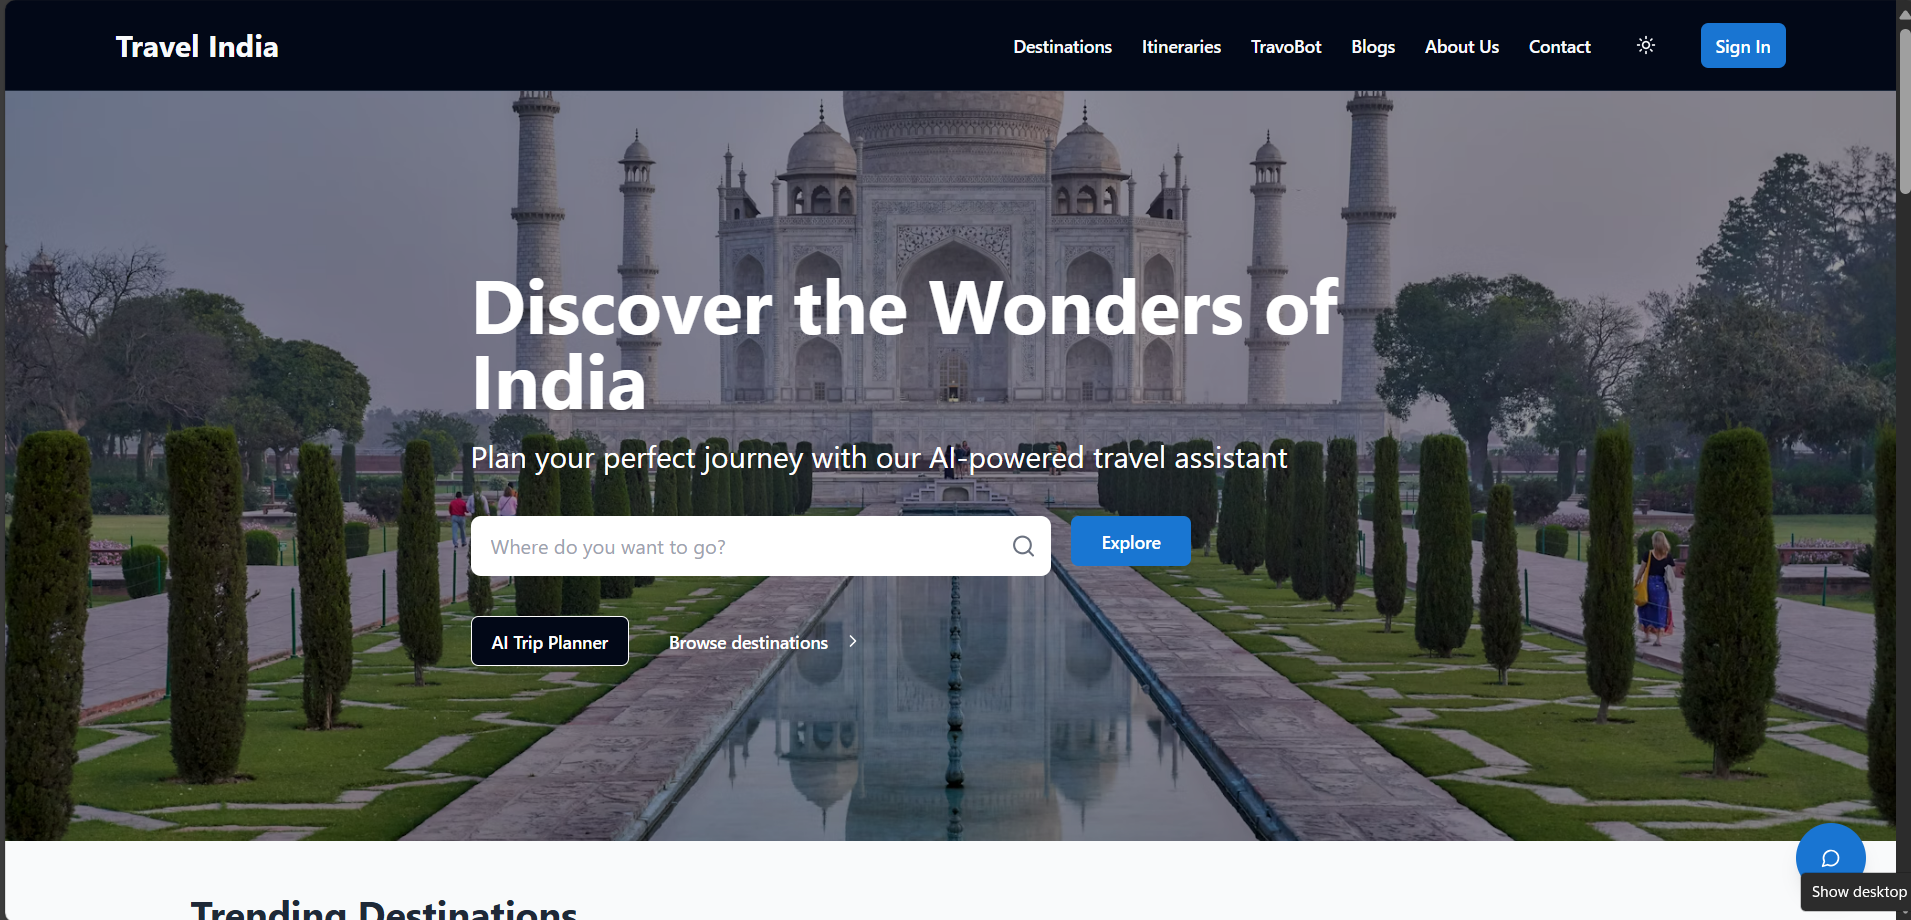 Travel India
Destinations Itineraries TravoBot Blogs About Us Contact Sign In
Discover the Wonders of
India
Plan your perfect journey with our AI-powered travel assistant
Where do you want to go?
Explore
AI Trip Planner Browse destinations
Trending Destinations
Show desktop